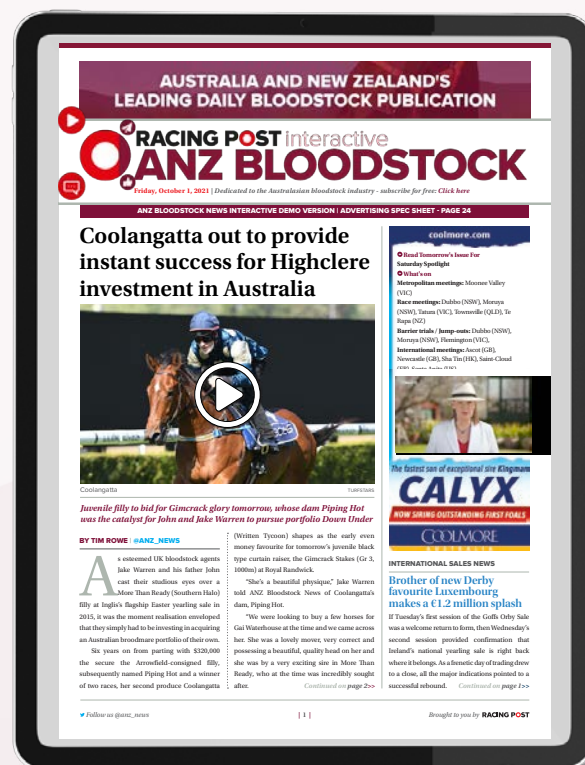 AUSTRALIA AND NEW ZEALAND'S
LEADING DAILY BLOODSTOCK PUBLICATION
RACING POST interactive
ANZ BLOODSTOCK
Friday, October 1, 2021 | Dedicated to the Australasian bloodstock industry - subscribe for free: Click here
ANZ BLOODSTOCK NEWS INTERACTIVE DEMO VERSION | ADVERTISING SPEC SHEET - PAGE 24
Coolangatta out to provide
instant success for Highclere
investment in Australia
Coolangatta
TURFSTARS
Juvenile filly to bid for Gimcrack glory tomorrow, whose dam Piping Hot
was the catalyst for John and Jake Warren to pursue portfolio Down Under
BY TIM ROWE | @ANZ_NEWS
As esteemed UK bloodstock agents
Jake Warren and his father John
cast their studious eyes over a
More Than Ready (Southern Halo)
filly at Inglis's flagship Easter yearling sale in
2015, it was the moment realisation enveloped
that they simply had to be investing in acquiring
an Australian broodmare portfolio of their own.
Six years on from parting with $320,000
the secure the Arrowfield-consigned filly,
subsequently named Piping Hot and a winner
of two races, her second produce Coolangatta
(Written Tycoon) shapes as the early even
money favourite for tomorrow's juvenile black
type curtain raiser, the Gimcrack Stakes (Gr 3,
1000m) at Royal Randwick.
"She's a beautiful physique," Jake Warren
told ANZ Bloodstock News of Coolangatta's
dam, Piping Hot.
"We were looking to buy a few horses for
Gai Waterhouse at the time and we came across
her. She was a lovely mover, very correct and
possessing a beautiful, quality head on her and
she was by a very exciting sire in More Than
Ready, who at the time was incredibly sought
after.
Continued on page 2>>
coolmore.com
Read Tomorrow's Issue For
Saturday Spotlight
What's on
Metropolitan meetings: Moonee Valley
(VIC)
Race meetings: Dubbo (NSW), Moruya
(NSW), Tatura (VIC), Townsville (QLD), Te
Rapa (NZ)
Barrier trials / Jump-outs: Dubbo (NSW),
Moruya (NSW), Flemington (VIC),
International meetings: Ascot (GB),
Newcastle (GB), Sha Tin (HK), Saint-Cloud
The fastest son of exceptional sire Kingmam
CALYX
NOW SIRING OUTSTANDING FIRST FOALS
COOLMORE
AUSTRALIA
INTERNATIONAL SALES NEWS
Brother of new Derby
favourite Luxembourg
makes a €1.2 million splash
If Tuesday's first session of the Goffs Orby Sale
was a welcome return to form, then Wednesday's
second session provided confirmation that
Ireland's national yearling sale is right back
where it belongs. As a frenetic day of trading drew
to a close, all the major indications pointed to a
successful rebound.
Continued on page 1>>
Follow us @anz_news
| 1 |
Brought to you by RACING POST